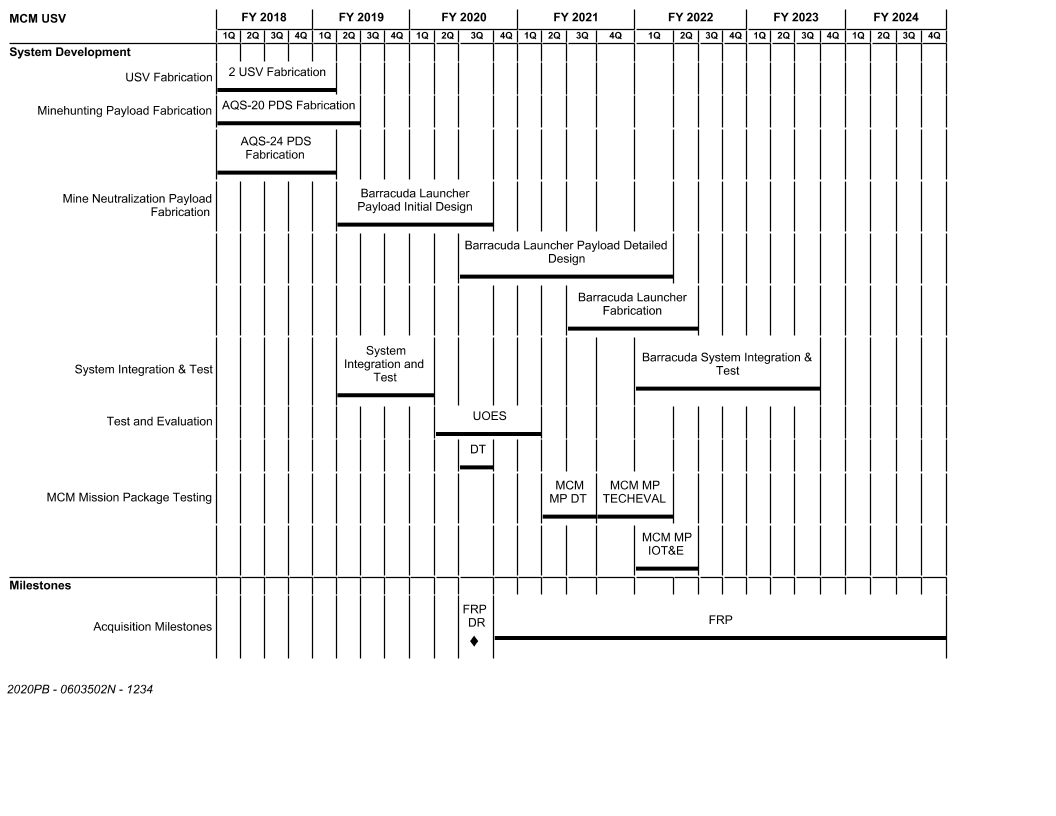 MCM USV
FY 2018 FY 2019 FY 2020 FY 2021 FY 2022 FY 2023 FY 2024
1Q 2Q 3Q 4Q 1Q 2Q 3Q 4Q 1Q 2Q 3Q 4Q 1Q 2Q 3Q 4Q 1Q 2Q 3Q 4Q 1Q 2Q 3Q 4Q 1Q 2Q 3Q 4Q
System Development
USV Fabrication
2 USV Fabrication
Minehunting Payload Fabrication
AQS-20 PDS Fabrication
AQS-24 PDS
Fabrication
Mine Neutralization Payload
Fabrication
Barracuda Launcher
Payload Initial Design
Barracuda Launcher Payload Detailed
Design
Barracuda Launcher
Fabrication
System Integration & Test
System
Integration and
Test
Barracuda System Integration &
Test
Test and Evaluation
UOES
DT
MCM Mission Package Testing
MCM
MP DT
MCM MP
TECHEVAL
MCM MP
IOT&E
Milestones
Acquisition Milestones
FRP
DR
FRP
2020PB - 0603502N - 1234